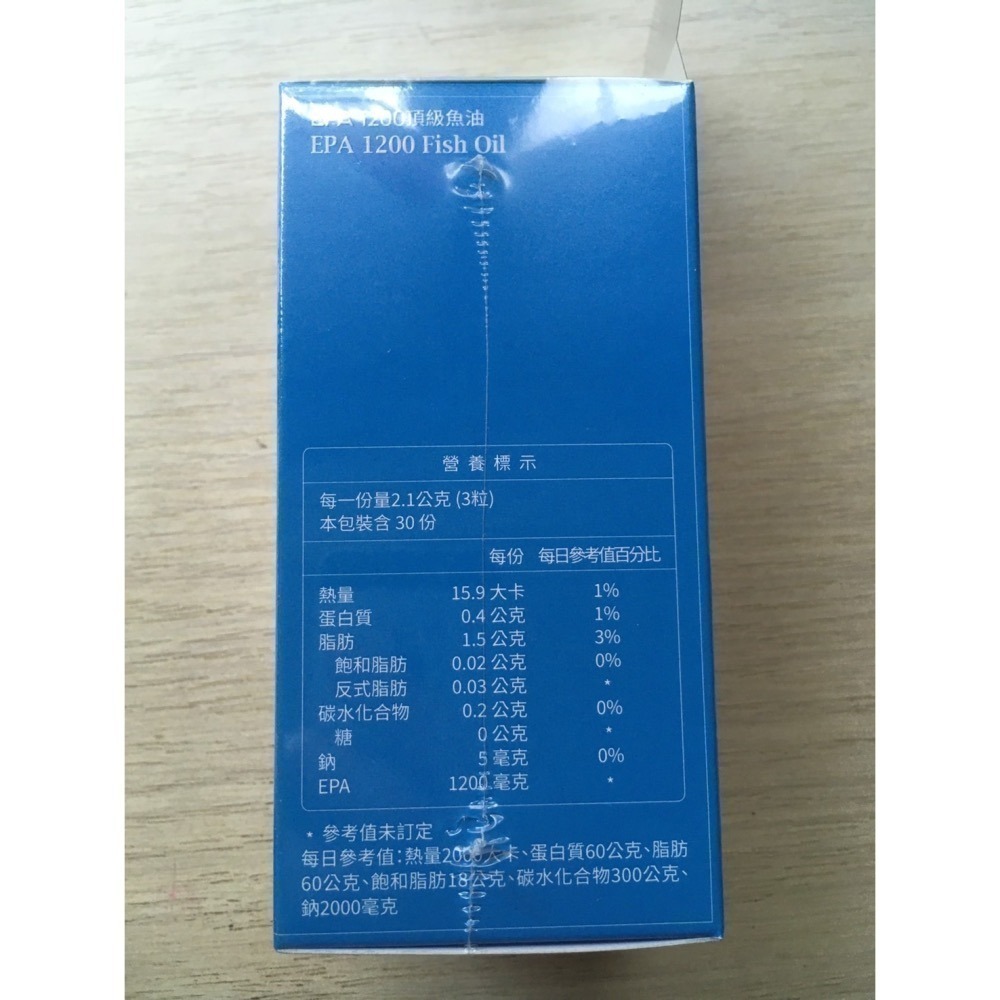 EPA 1200頂級魚油
EPA 1200 Fish Oil
營養標示
每一份量2.1公克 (3粒)
本包裝含 30 份
每份 每日參考值百分比
熱量 15.9 大卡 1%
蛋白質 0.4 公克 1%
脂肪 1.5 公克 3%
飽和脂肪 0.02 公克 0%
反式脂肪 0.03 公克 *
碳水化合物 0.2 公克 0%
糖 0 公克 *
鈉 5 毫克 0%
EPA 1200 毫克 *
* 參考值未訂定
每日參考值:熱量2000大卡、蛋白質60公克、脂肪
60公克、飽和脂肪18公克、碳水化合物300公克、
鈉2000毫克